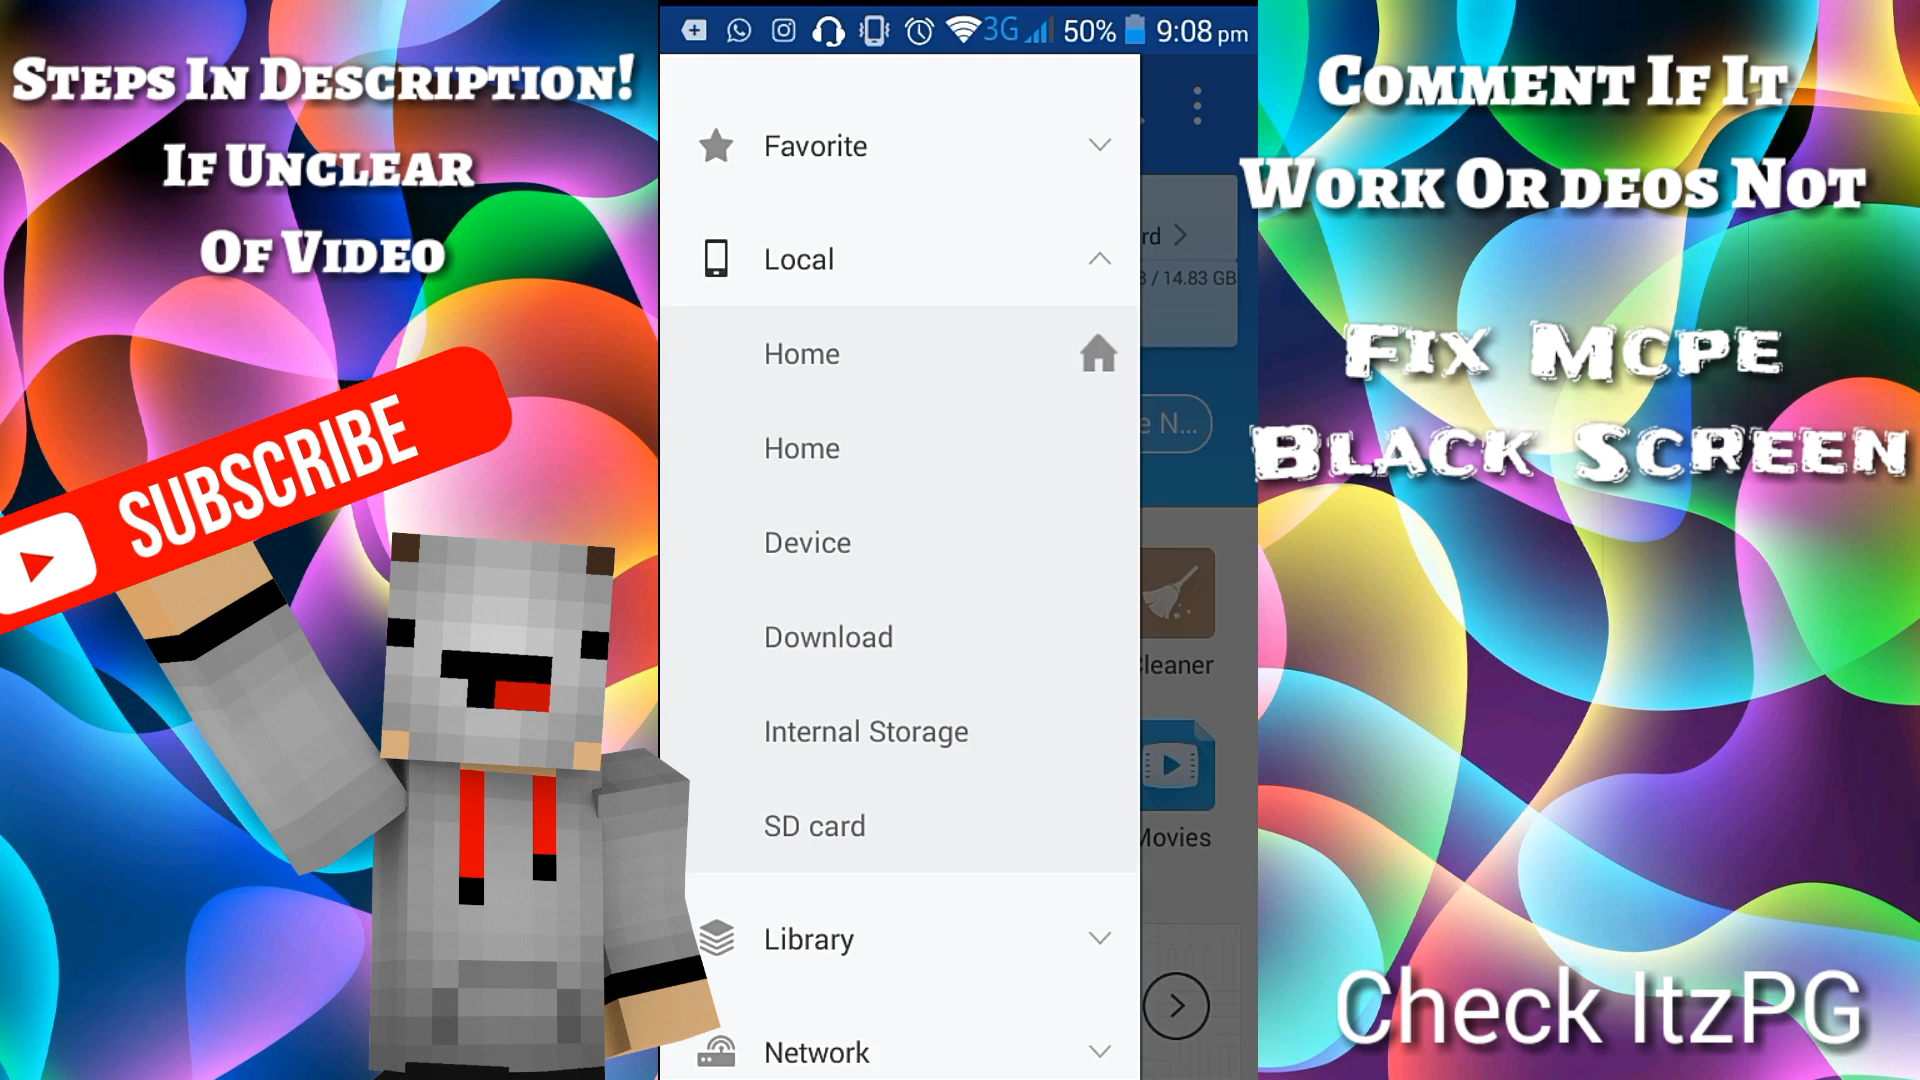 Steps In Description!
If Unclear
Of Video
SUBSCRIBE
3G 50% 9:08 pm
Favorite
Local
Home
Home
Device
Download
Internal Storage
SD card
Library
Network
rd
/ 14.83 GB
e N...
leaner
Movies
Comment If It
Work Or deos Not
Fix Mcpe
Black Screen
Check ItzPG